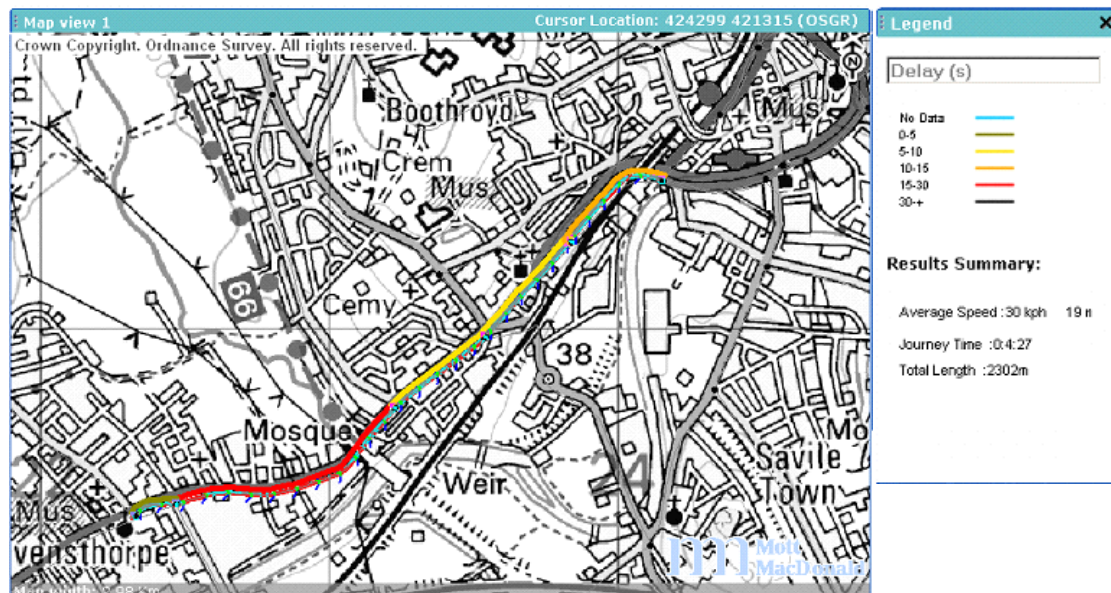 Map view 1
Cursor Location: 424299 421315 (OSGR)
Crown Copyright. Ordnance Survey. All rights reserved.
N
Mus
Boothroyd
Crem
Mus
66
Cemy
38
Mosque
Mo
Savile
Town
Weir
Mus
vensthorpe
Mott
MacDonald
Legend
Delay (s)
No Data
0-5
5-10
10-15
15-30
30-+
Results Summary:
Average Speed :30 kph 19 m
Journey Time :0:4:27
Total Length :2302m